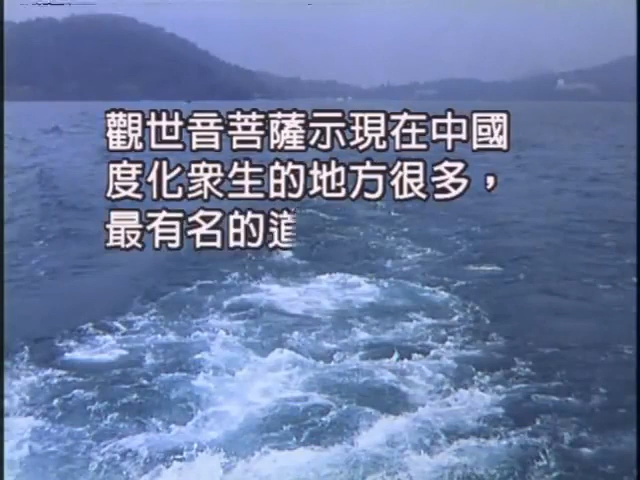 觀世音菩薩示現在中國
度化眾生的地方很多，
最有名的